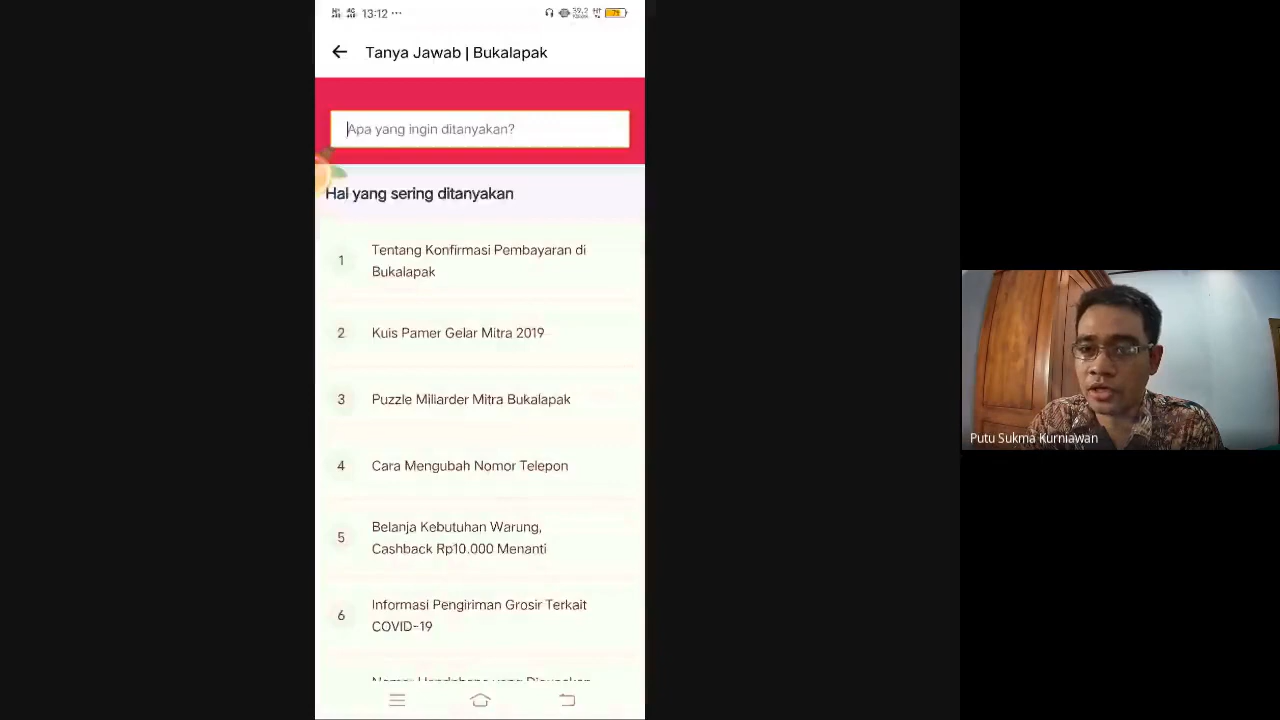 13:12 ...
Tanya Jawab | Bukalapak
Apa yang ingin ditanyakan?
Hal yang sering ditanyakan
1
Tentang Konfirmasi Pembayaran di
Bukalapak
2
Kuis Pamer Gelar Mitra 2019
3
Puzzle Miliarder Mitra Bukalapak
4
Cara Mengubah Nomor Telepon
5
Belanja Kebutuhan Warung,
Cashback Rp10.000 Menanti
6
Informasi Pengiriman Grosir Terkait
COVID-19
Putu Sukma Kurniawan